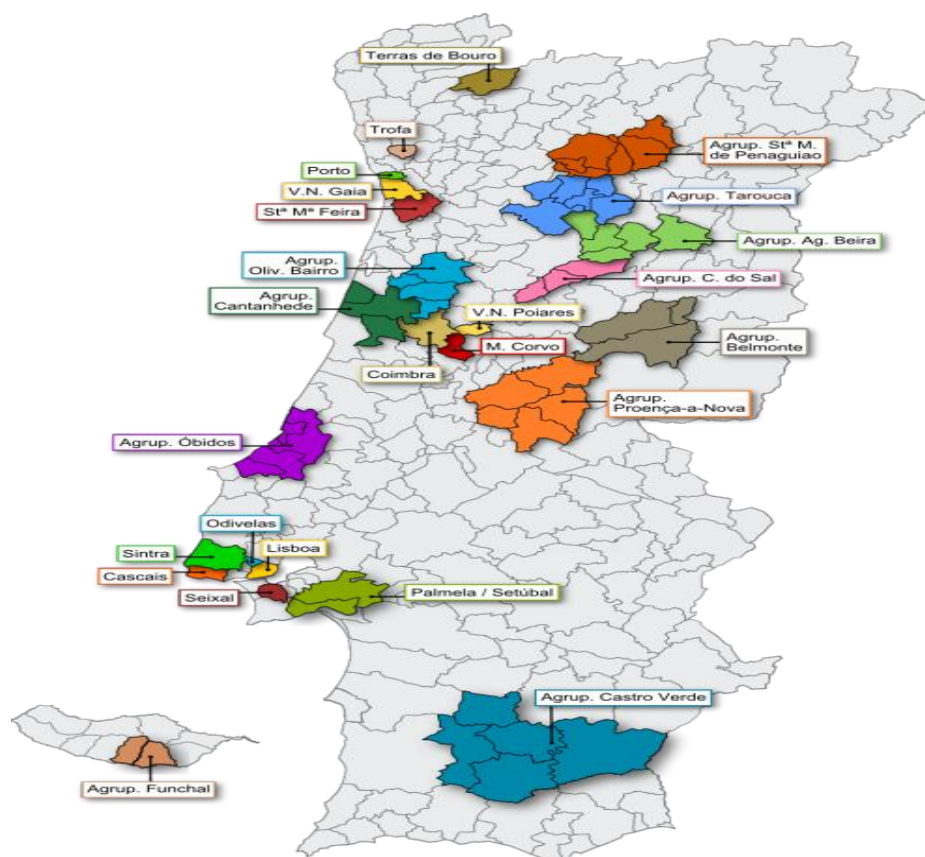 Terras de Bouro
Trofa
Agrup. Stª M.
de Penaguiao
Porto
V.N. Gaia
Agrup. Tarouca
Stª Mª Feira
Agrup. Ag. Beira
Agrup.
Oliv. Bairro
Agrup. C. do Sal
Agrup.
Cantanhede
V.N. Poiares
M. Corvo
Agrup.
Belmonte
Coimbra
Agrup.
Proença-a-Nova
Agrup. Óbidos
Odivelas
Lisboa
Sintra
Cascais
Seixal
Palmela / Setúbal
Agrup. Castro Verde
Agrup. Funchal